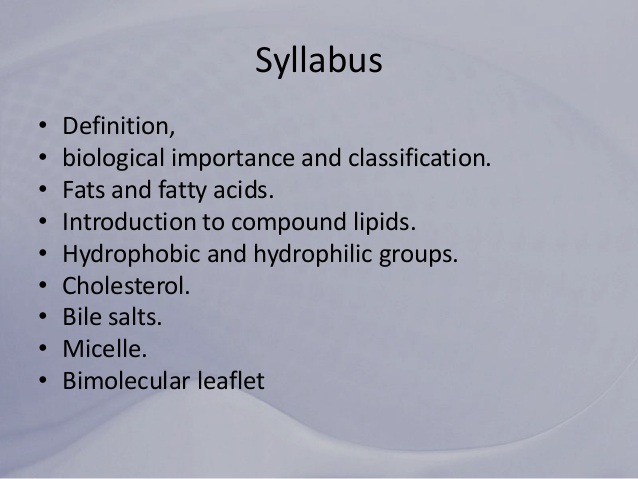 Syllabus
• Definition,
• biological importance and classification.
• Fats and fatty acids.
• Introduction to compound lipids.
• Hydrophobic and hydrophilic groups.
• Cholesterol.
• Bile salts.
• Micelle.
• Bimolecular leaflet